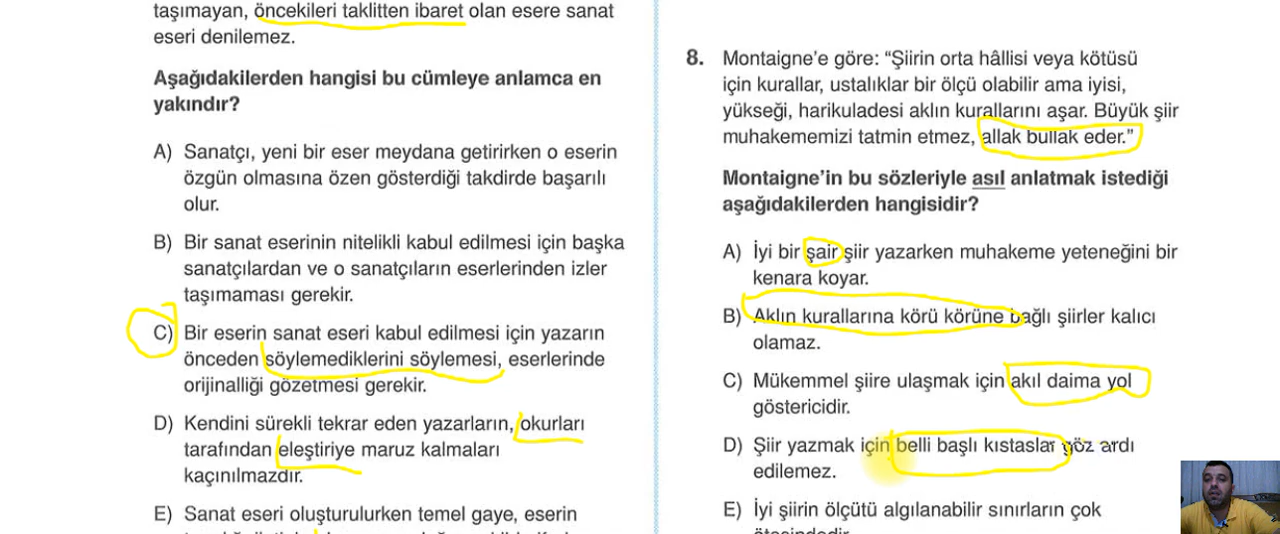 taşımayan, öncekileri taklitten ibaret olan esere sanat
eseri denilemez.
Aşağıdakilerden hangisi bu cümleye anlamca en
yakındır?
A) Sanatçı, yeni bir eser meydana getirirken o eserin
özgün olmasına özen gösterdiği takdirde başarılı
olur.
B) Bir sanat eserinin nitelikli kabul edilmesi için başka
sanatçılardan ve o sanatçıların eserlerinden izler
taşımaması gerekir.
C) Bir eserin sanat eseri kabul edilmesi için yazarın
önceden söylemediklerini söylemesi, eserlerinde
orijinalliği gözetmesi gerekir.
D) Kendini sürekli tekrar eden yazarların, okurları
tarafından eleştiriye maruz kalmaları
kaçınılmazdır.
E) Sanat eseri oluşturulurken temel gaye, eserin
8. Montaigne'e göre: “Şiirin orta hâllisi veya kötüsü
için kurallar, ustalıklar bir ölçü olabilir ama iyisi,
yükseği, harikuladesi aklın kurallarını aşar. Büyük şiir
muhakememizi tatmin etmez, allak bullak eder.”
Montaigne'in bu sözleriyle asıl anlatmak istediği
aşağıdakilerden hangisidir?
A) İyi bir şair şiir yazarken muhakeme yeteneğini bir
kenara koyar.
B) Aklın kurallarına körü körüne bağlı şiirler kalıcı
olamaz.
C) Mükemmel şiire ulaşmak için akıl daima yol
göstericidir.
D) Şiir yazmak için belli başlı kıstaslar göz ardı
edilemez.
E) İyi şiirin ölçütü algılanabilir sınırların çok
ötesindedir.